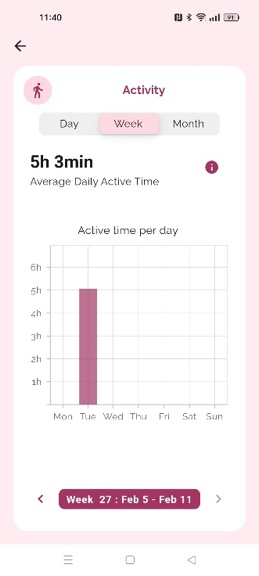 11:40
91
Activity
Day Week Month
5h 3min
Average Daily Active Time
Active time per day
6h
5h
4h
3h
2h
1h
Mon Tue Wed Thu Fri Sat Sun
Week 27 : Feb 5 - Feb 11